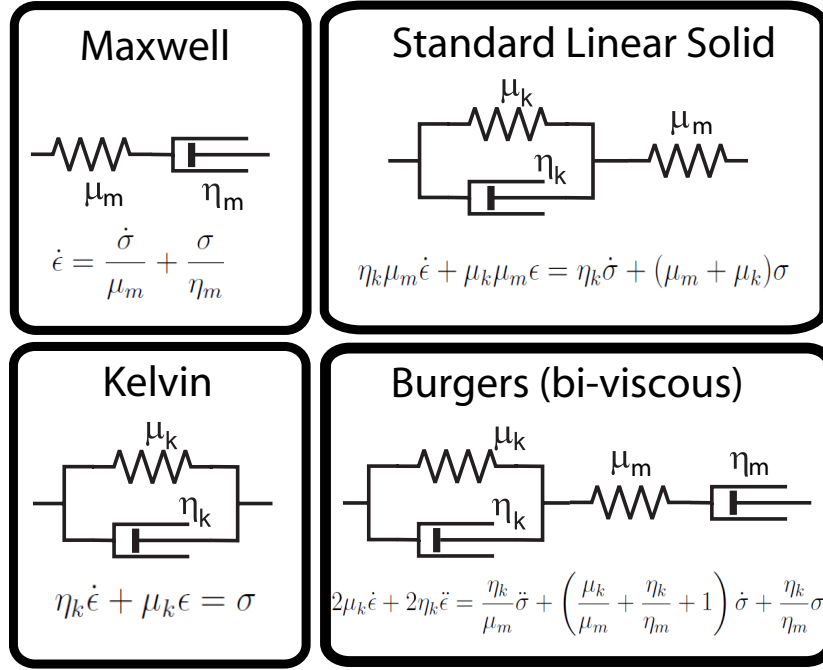 Maxwell
μₘ
ηₘ
ϵ̇ = σ̇/μₘ + σ/ηₘ
Standard Linear Solid
μₖ
ηₖ
μₘ
ηₖμₘϵ̇ + μₖμₘϵ = ηₖσ̇ + (μₘ + μₖ)σ
Kelvin
μₖ
ηₖ
ηₖϵ̇ + μₖϵ = σ
Burgers (bi-viscous)
μₖ
ηₖ
μₘ
ηₘ
2μₖϵ̇ + 2ηₖϵ̈ = ηₖ/μₘ σ̈ + (μₖ/μₘ + ηₖ/ηₘ + 1) σ̇ + ηₖ/ηₘ σ